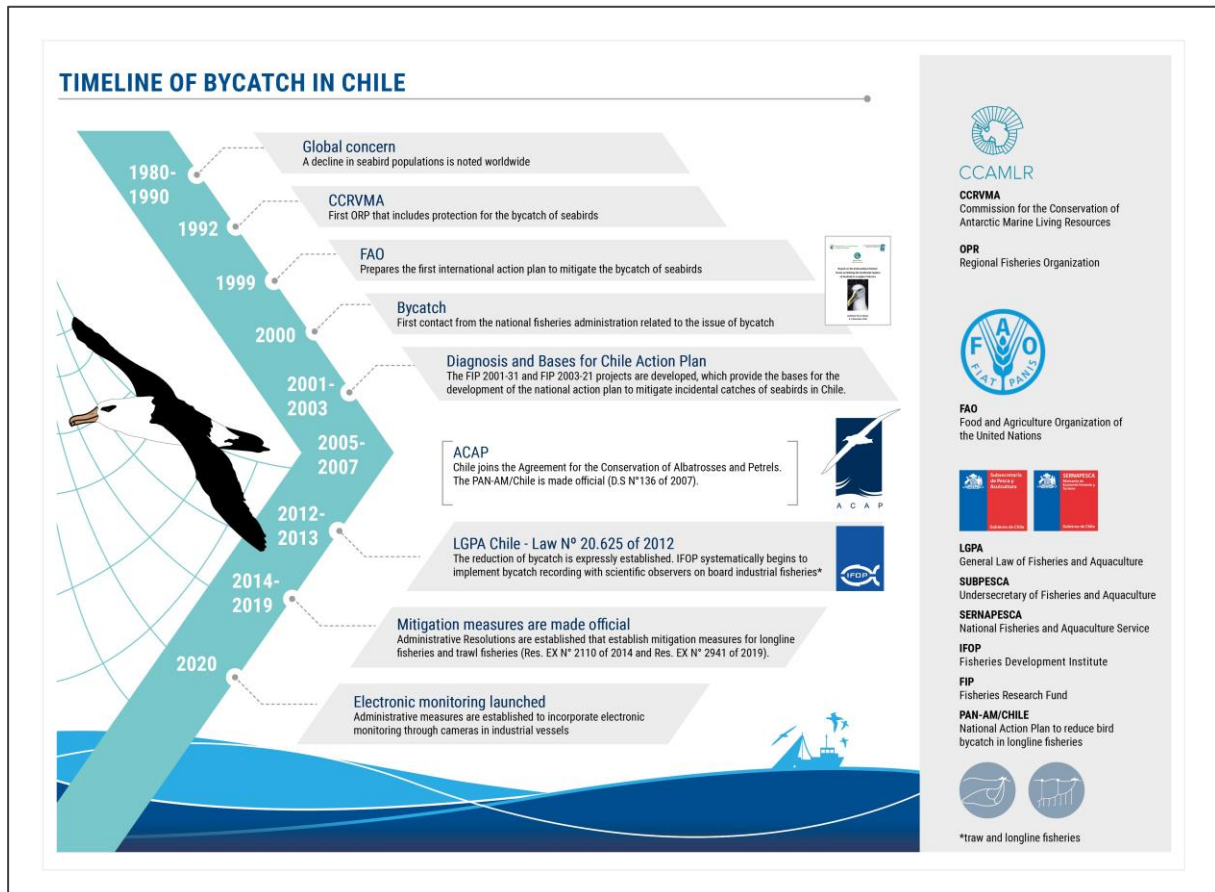 TIMELINE OF BYCATCH IN CHILE
1980-
1990
Global concern
A decline in seabird populations is noted worldwide
1992
CCRVMA
First ORP that includes protection for the bycatch of seabirds
1999
FAO
Prepares the first international action plan to mitigate the bycatch of seabirds
2000
Bycatch
First contact from the national fisheries administration related to the issue of bycatch
2001-
2003
Diagnosis and Bases for Chile Action Plan
The FIP 2001-31 and FIP 2003-21 projects are developed, which provide the bases for the
development of the national action plan to mitigate incidental catches of seabirds in Chile.
2005-
2007
ACAP
Chile joins the Agreement for the Conservation of Albatrosses and Petrels.
The PAN-AM/Chile is made official (D.S N°136 of 2007).
ACAP
2012-
2013
LGPA Chile - Law Nº 20.625 of 2012
The reduction of bycatch is expressly established. IFOP systematically begins to
implement bycatch recording with scientific observers on board industrial fisheries*
IFOP
2014-
2019
Mitigation measures are made official
Administrative Resolutions are established that establish mitigation measures for longline
fisheries and trawl fisheries (Res. EX N° 2110 of 2014 and Res. EX N° 2941 of 2019).
2020
Electronic monitoring launched
Administrative measures are established to incorporate electronic
monitoring through cameras in industrial vessels
CCAMLR
CCRVMA
Commission for the Conservation of
Antarctic Marine Living Resources
OPR
Regional Fisheries Organization
FAO
FIAT PANIS
FAO
Food and Agriculture Organization of
the United Nations
Subsecretaría
de Pesca y
Acuicultura
Gobierno de Chile
SERNAPESCA
Gobierno de Chile
LGPA
General Law of Fisheries and Aquaculture
SUBPESCA
Undersecretary of Fisheries and Aquaculture
SERNAPESCA
National Fisheries and Aquaculture Service
IFOP
Fisheries Development Institute
FIP
Fisheries Research Fund
PAN-AM/CHILE
National Action Plan to reduce bird
bycatch in longline fisheries
*traw and longline fisheries